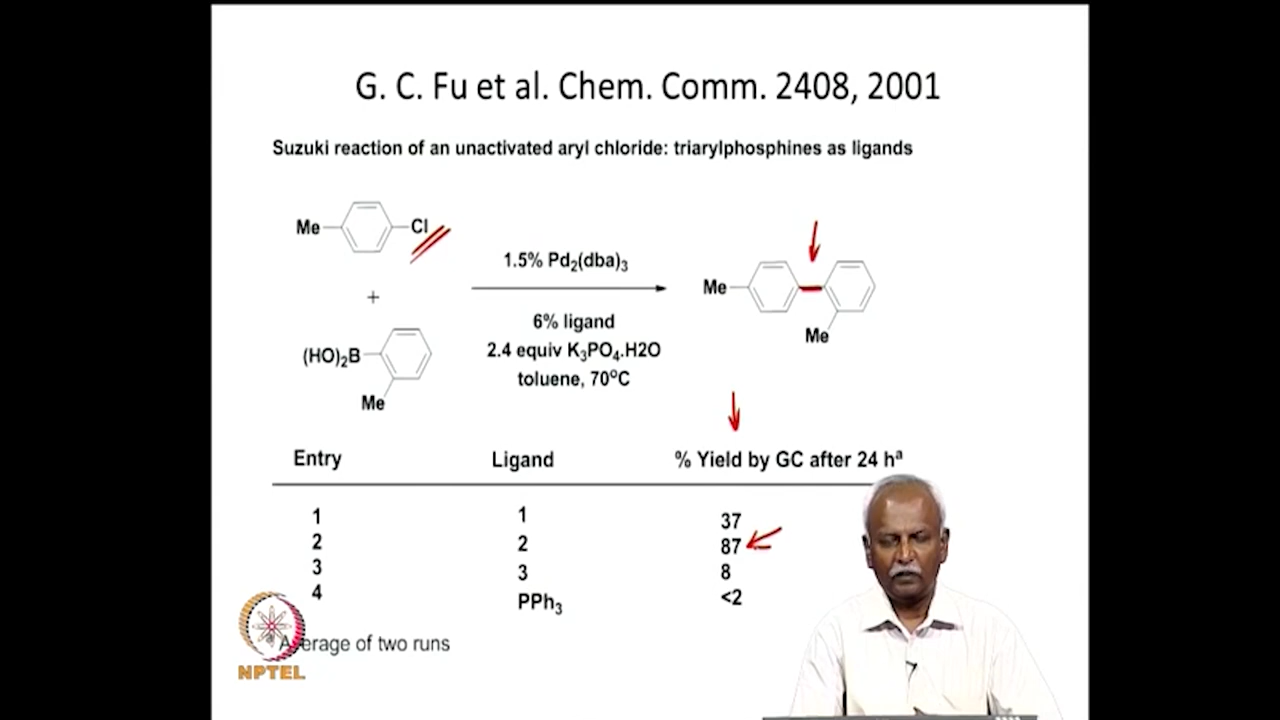 G. C. Fu et al. Chem. Comm. 2408, 2001
Suzuki reaction of an unactivated aryl chloride: triarylphosphines as ligands
Me
Cl
+
(HO)₂B
Me
1.5% Pd₂(dba)₃
6% ligand
2.4 equiv K₃PO₄.H2O
toluene, 70⁰C
Me
Me
Entry Ligand % Yield by GC after 24 hᵃ
1 1 37
2 2 87
3 3 8
4 PPh₃ <2
ᵃ Average of two runs
NPTEL